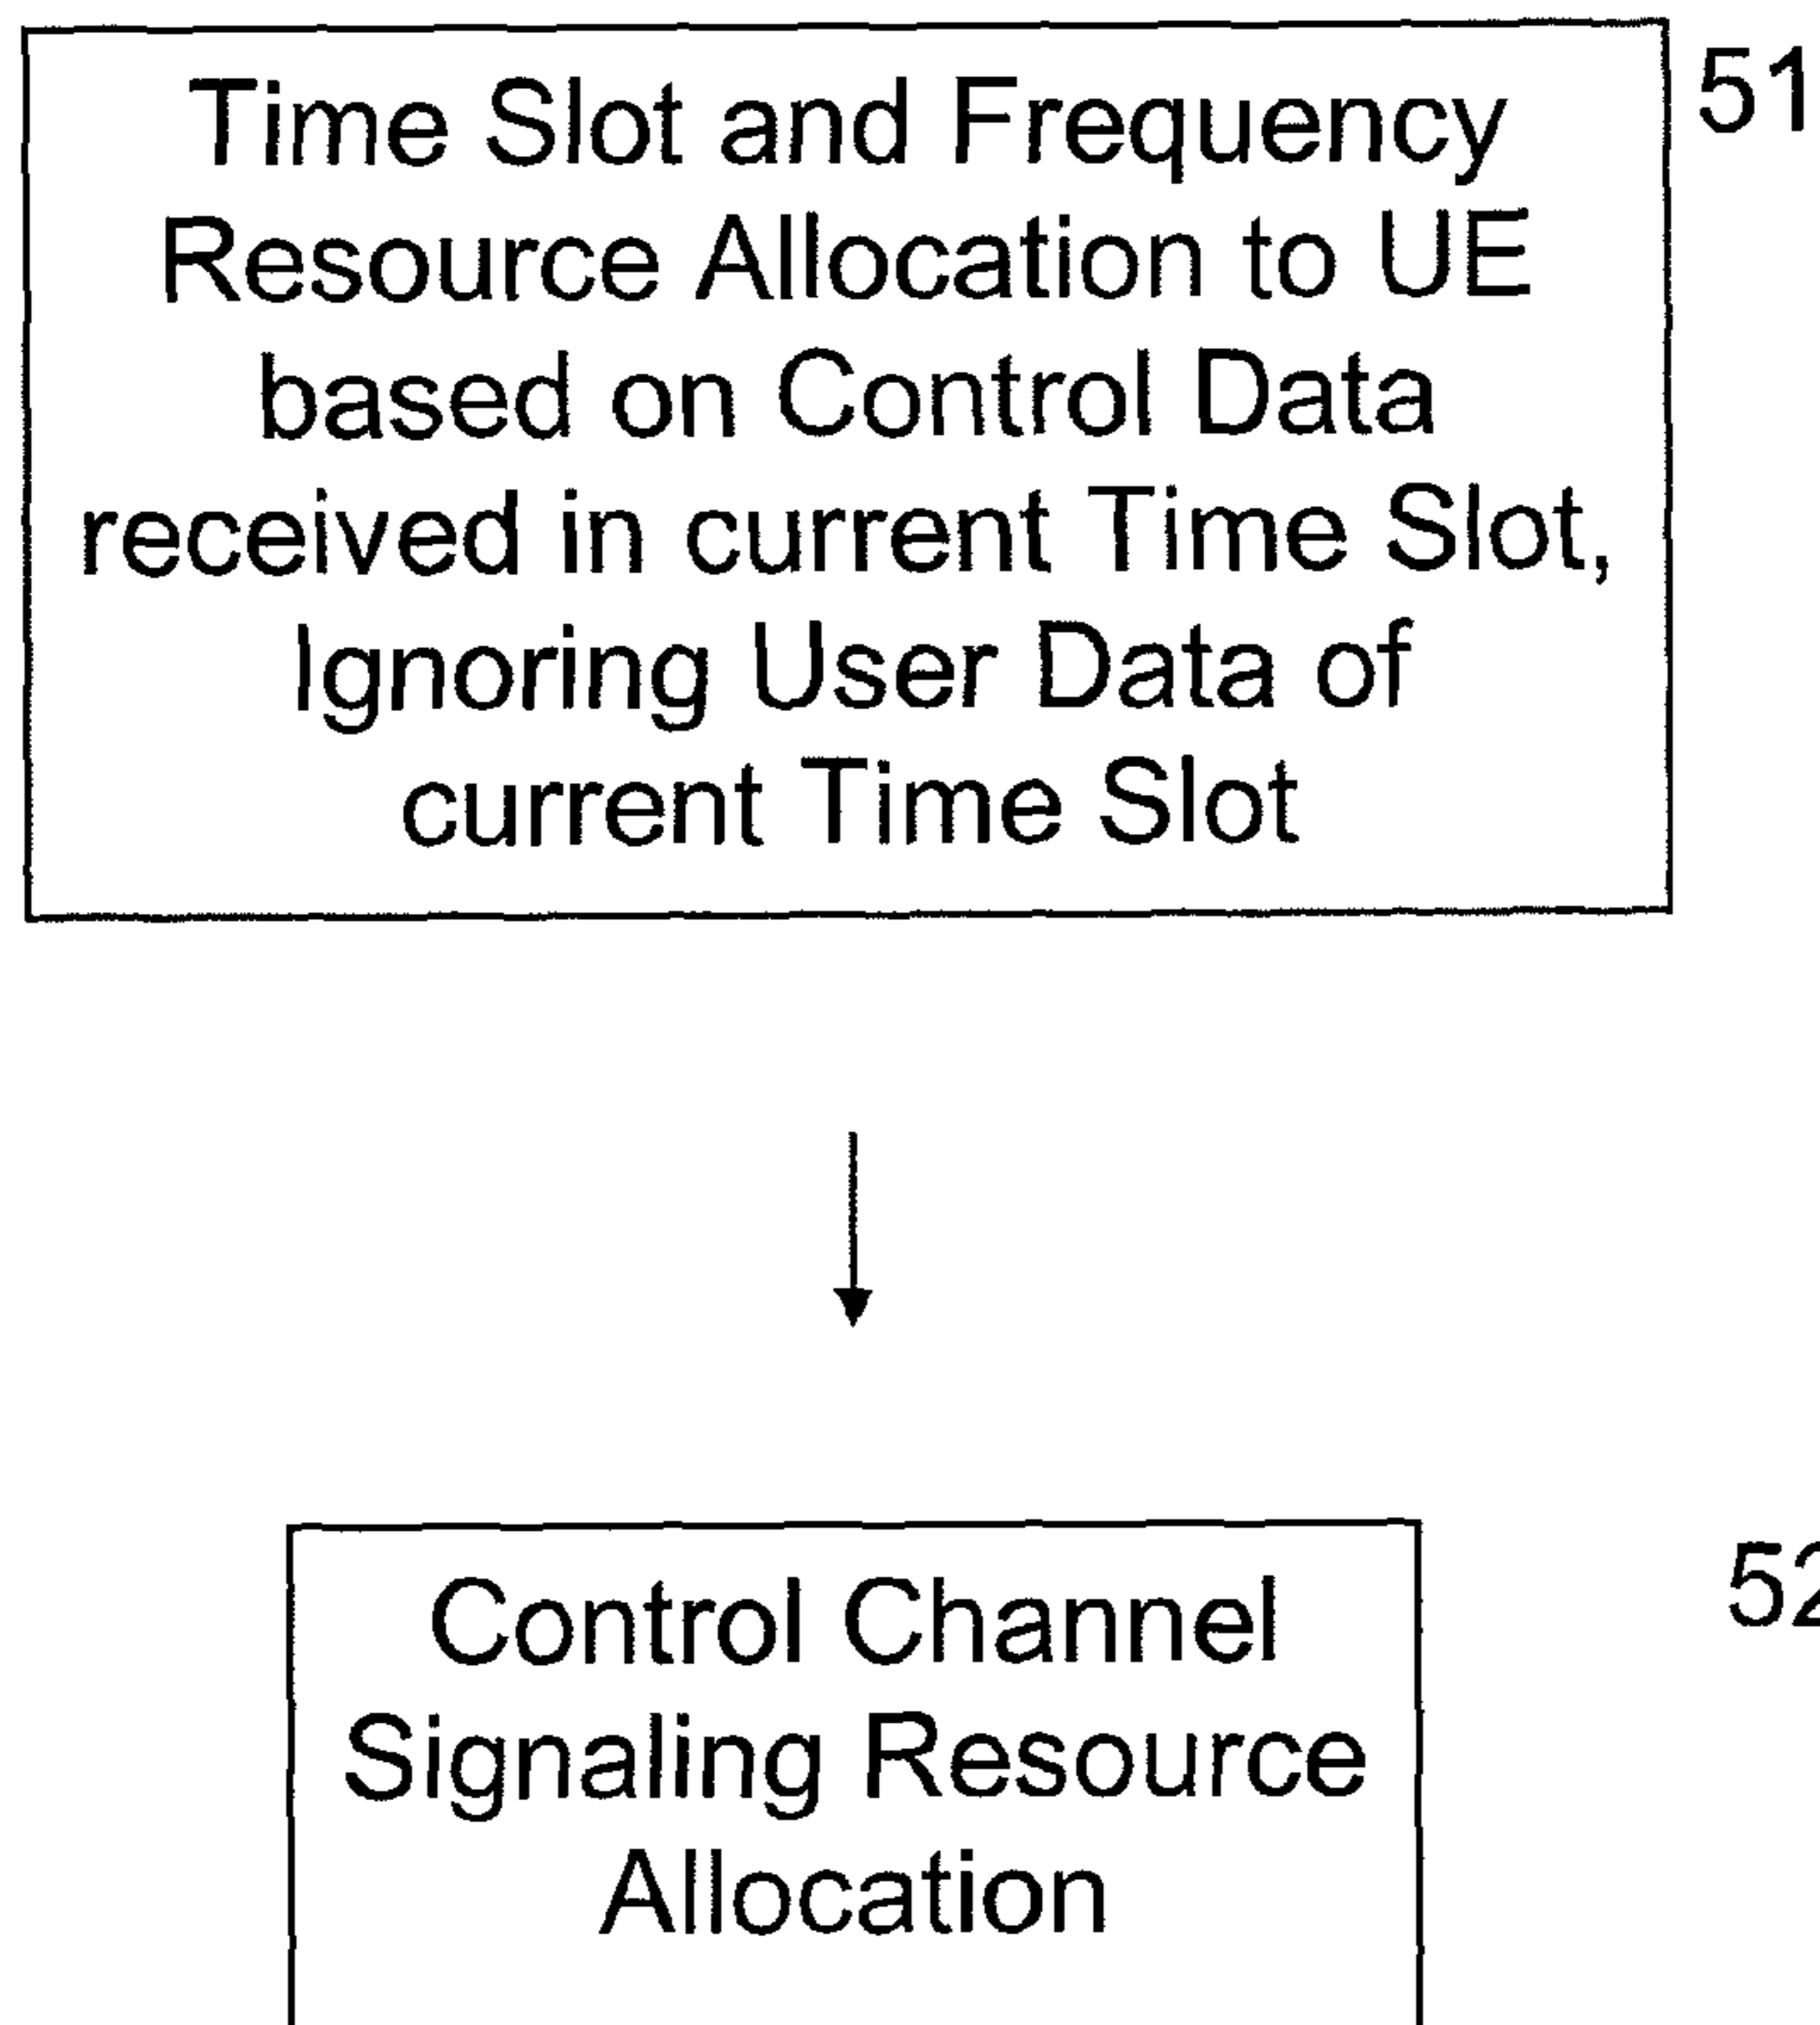 Time Slot and Frequency
51
Resource Allocation to UE
based on Control Data
received in current Time Slot,
Ignoring User Data of
current Time Slot
Control Channel
52
Signaling Resource
Allocation